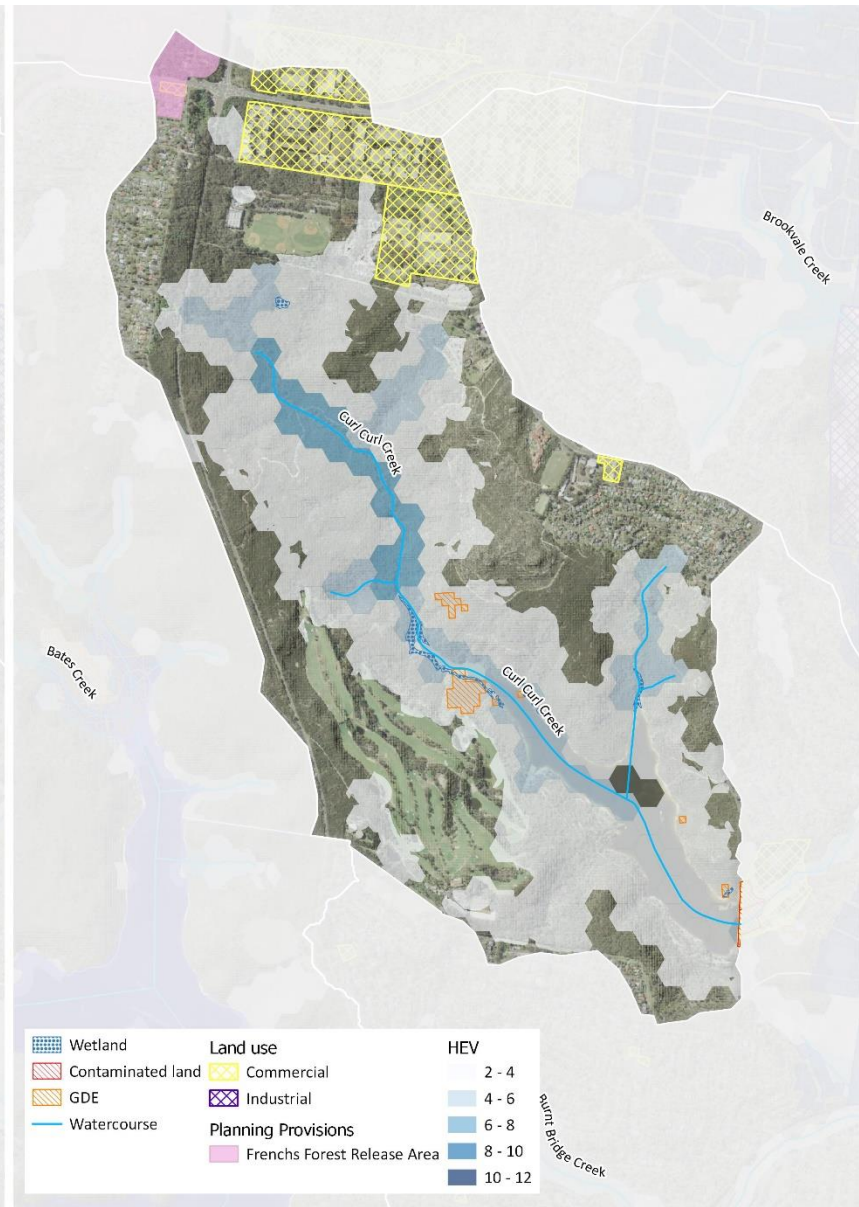 Brookvale Creek
Curl Curl Creek
Bates Creek
Curl Curl Creek
Burnt Bridge Creek
Wetland
Contaminated land
GDE
Watercourse
Land use
Commercial
Industrial
Planning Provisions
Frenchs Forest Release Area
HEV
2 - 4
4 - 6
6 - 8
8 - 10
10 - 12